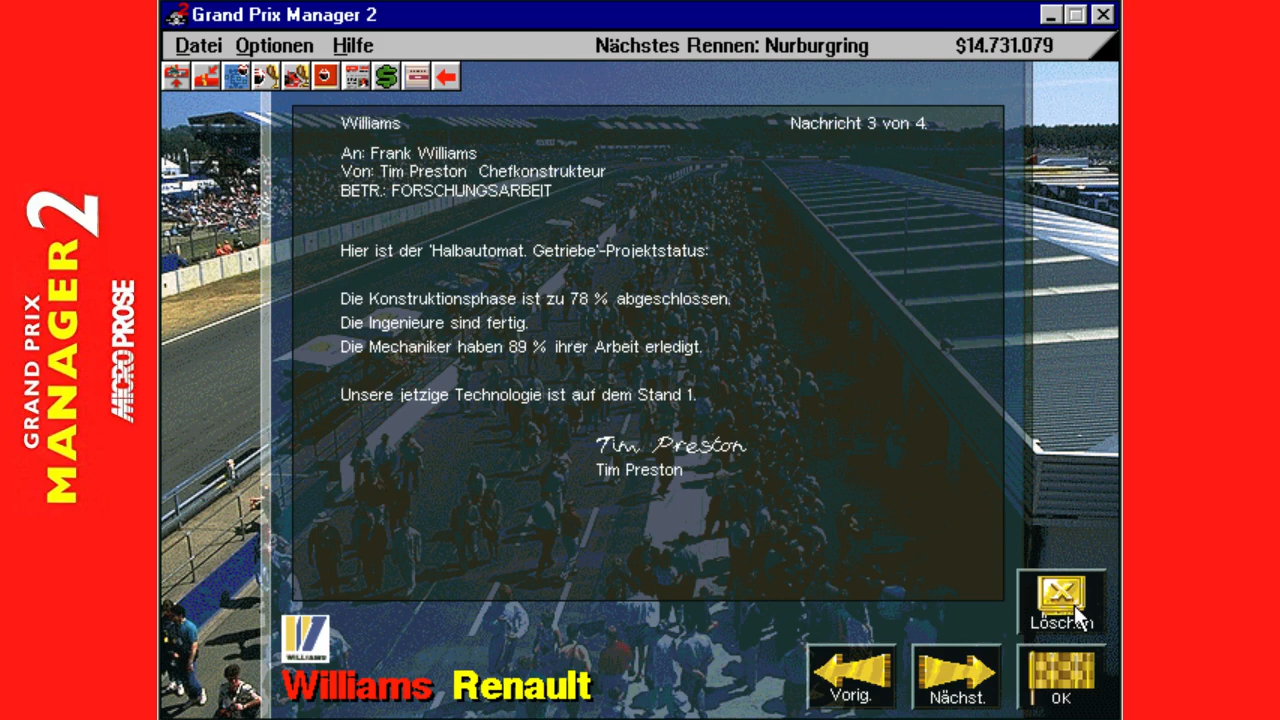 GRAND PRIX
MANAGER 2
MICROPROSE
Grand Prix Manager 2
Datei Optionen Hilfe Nächstes Rennen: Nurburgring $14.731.079
Williams Nachricht 3 von 4.
An: Frank Williams
Von: Tim Preston Chefkonstrukteur
BETR.: FORSCHUNGSARBEIT
Hier ist der 'Halbautomat. Getriebe'-Projektstatus:
Die Konstruktionsphase ist zu 78 % abgeschlossen.
Die Ingenieure sind fertig.
Die Mechaniker haben 89 % ihrer Arbeit erledigt.
Unsere jetzige Technologie ist auf dem Stand 1.
Tim Preston
Tim Preston
Löschen
WILLIAMS
Williams Renault
Vorig. Nächst. OK